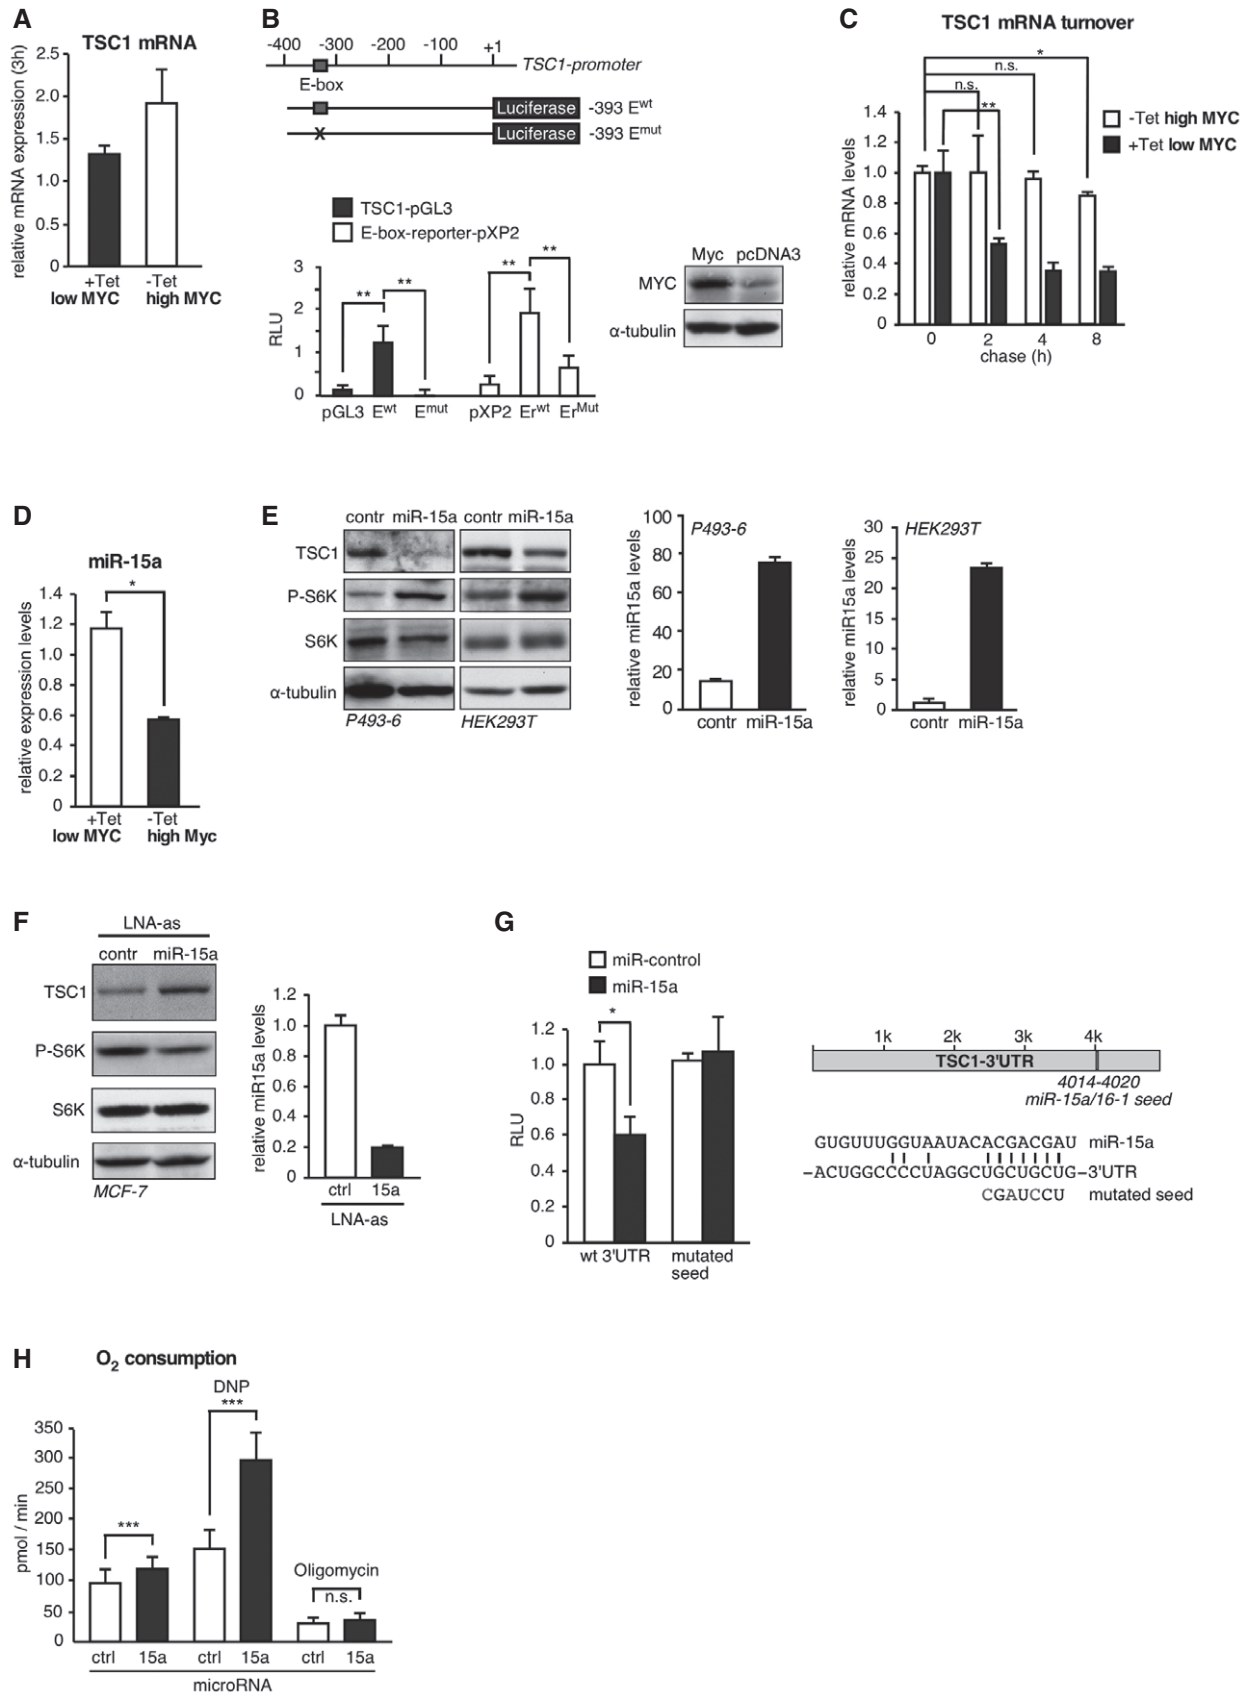 A
TSC1 mRNA
relative mRNA expression (3h)
2.5
2.0
1.5
1.0
0.5
0
+Tet -Tet
low MYC high MYC
B
-400 -300 -200 -100 +1
TSC1-promoter
E-box
Luciferase -393 Ewt
X Luciferase -393 Emut
TSC1-pGL3
E-box-reporter-pXP2
RLU
3
2
1
0
** ** ** **
pGL3 Ewt Emut pXP2 Erwt ErMut
Myc pcDNA3
MYC
α-tubulin
C
TSC1 mRNA turnover
*
n.s.
n.s.
**
-Tet high MYC
+Tet low MYC
relative mRNA levels
1.4
1.2
1.0
0.8
0.6
0.4
0.2
0
0 2 4 8
chase (h)
D
miR-15a
*
relative expression levels
1.4
1.2
1.0
0.8
0.6
0.4
0.2
0
+Tet -Tet
low MYC high Myc
E
contr miR-15a contr miR-15a
TSC1
P-S6K
S6K
α-tubulin
P493-6 HEK293T
relative miR15a levels
100
80
60
40
20
0
P493-6
contr miR-15a
relative miR15a levels
30
25
20
15
10
5
0
HEK293T
contr miR-15a
F
LNA-as
contr miR-15a
TSC1
P-S6K
S6K
α-tubulin
MCF-7
relative miR15a levels
1.2
1.0
0.8
0.6
0.4
0.2
0
ctrl 15a
LNA-as
G
miR-control
miR-15a
*
RLU
1.2
1.0
0.8
0.6
0.4
0.2
0
wt 3'UTR mutated
seed
1k 2k 3k 4k
TSC1-3'UTR
4014-4020
miR-15a/16-1 seed
GUGUUUGGUAAUACACGACGAU miR-15a
–ACUGGCCCCUAGGCUGCUGCUG–3'UTR
CGAUCCU mutated seed
H
O2 consumption
DNP
***
***
Oligomycin
n.s.
pmol / min
350
300
250
200
150
100
50
0
ctrl 15a ctrl 15a ctrl 15a
microRNA